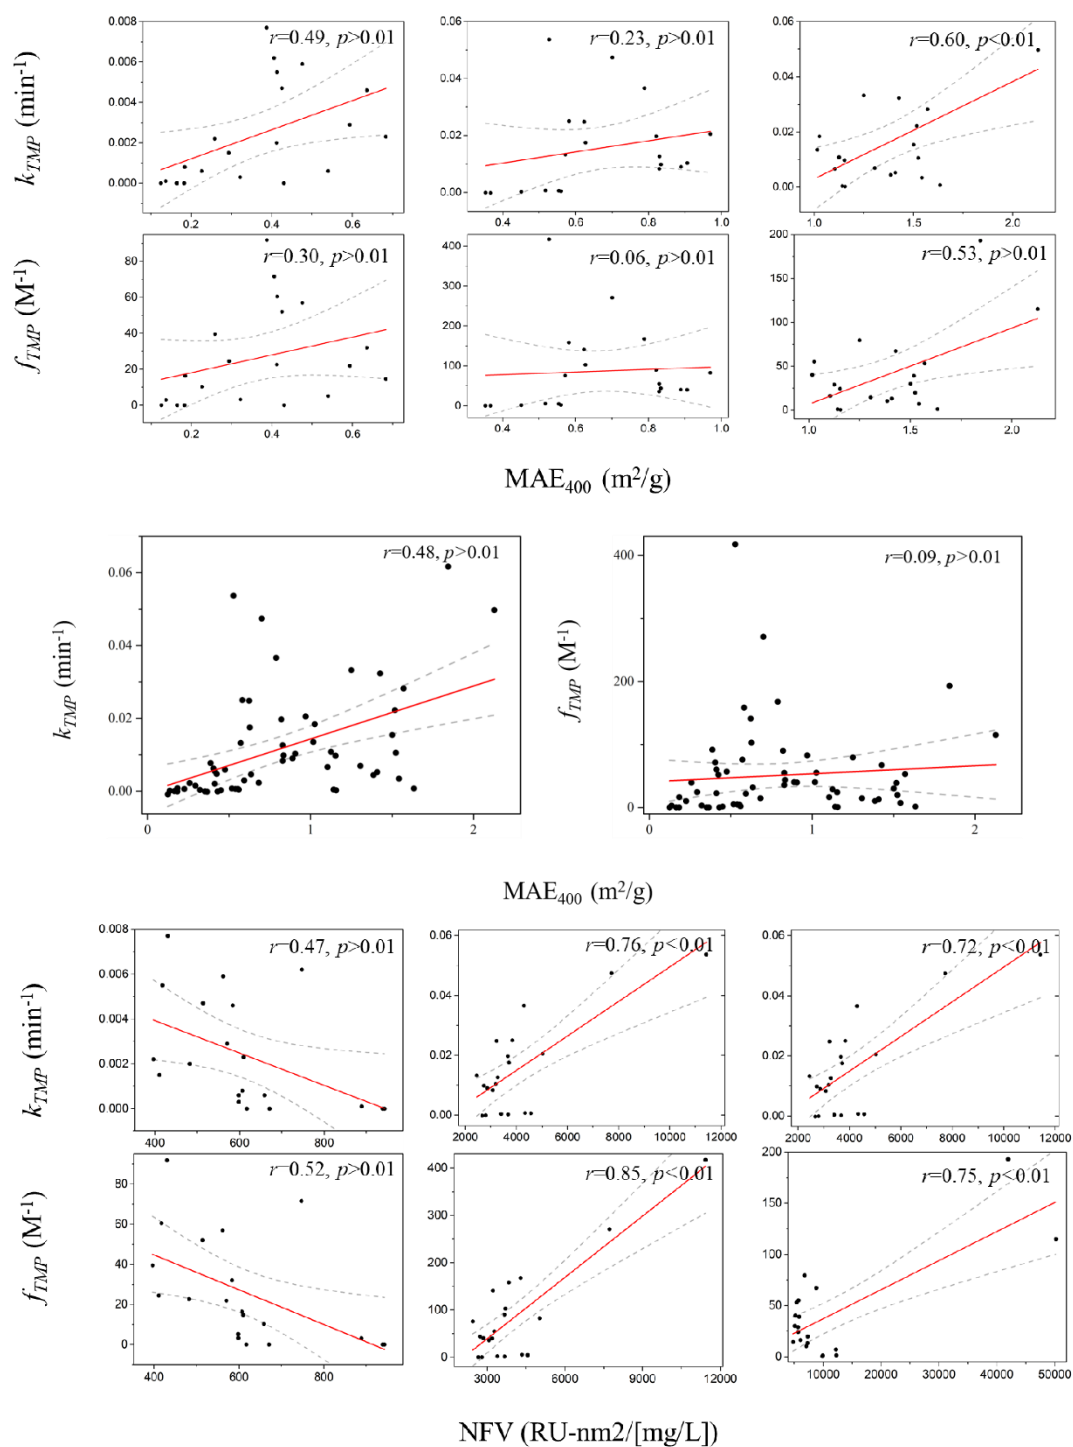 r=0.49, p>0.01
r=0.23, p>0.01
r=0.60, p<0.01
k_TMP (min⁻¹)
0.008
0.006
0.004
0.002
0.000
0.2 0.4 0.6
0.06
0.04
0.02
0.00
0.4 0.6 0.8 1.0
0.06
0.04
0.02
0.00
1.0 1.5 2.0
r=0.30, p>0.01
r=0.06, p>0.01
r=0.53, p>0.01
f_TMP (M⁻¹)
80
60
40
20
0
0.2 0.4 0.6
400
300
200
100
0
0.4 0.6 0.8 1.0
200
150
100
50
0
1.0 1.5 2.0
MAE₄₀₀ (m²/g)
r=0.48, p>0.01
k_TMP (min⁻¹)
0.06
0.04
0.02
0.00
0 1 2
r=0.09, p>0.01
f_TMP (M⁻¹)
400
200
0
0 1 2
MAE₄₀₀ (m²/g)
r=0.47, p>0.01
r=0.76, p<0.01
r=0.72, p<0.01
k_TMP (min⁻¹)
0.008
0.006
0.004
0.002
0.000
400 600 800
0.06
0.04
0.02
0.00
2000 4000 6000 8000 10000 12000
0.06
0.04
0.02
0.00
2000 4000 6000 8000 10000 12000
r=0.52, p>0.01
r=0.85, p<0.01
r=0.75, p<0.01
f_TMP (M⁻¹)
80
60
40
20
0
400 600 800
400
300
200
100
0
3000 6000 9000 12000
200
150
100
50
0
10000 20000 30000 40000 50000
NFV (RU-nm2/[mg/L])